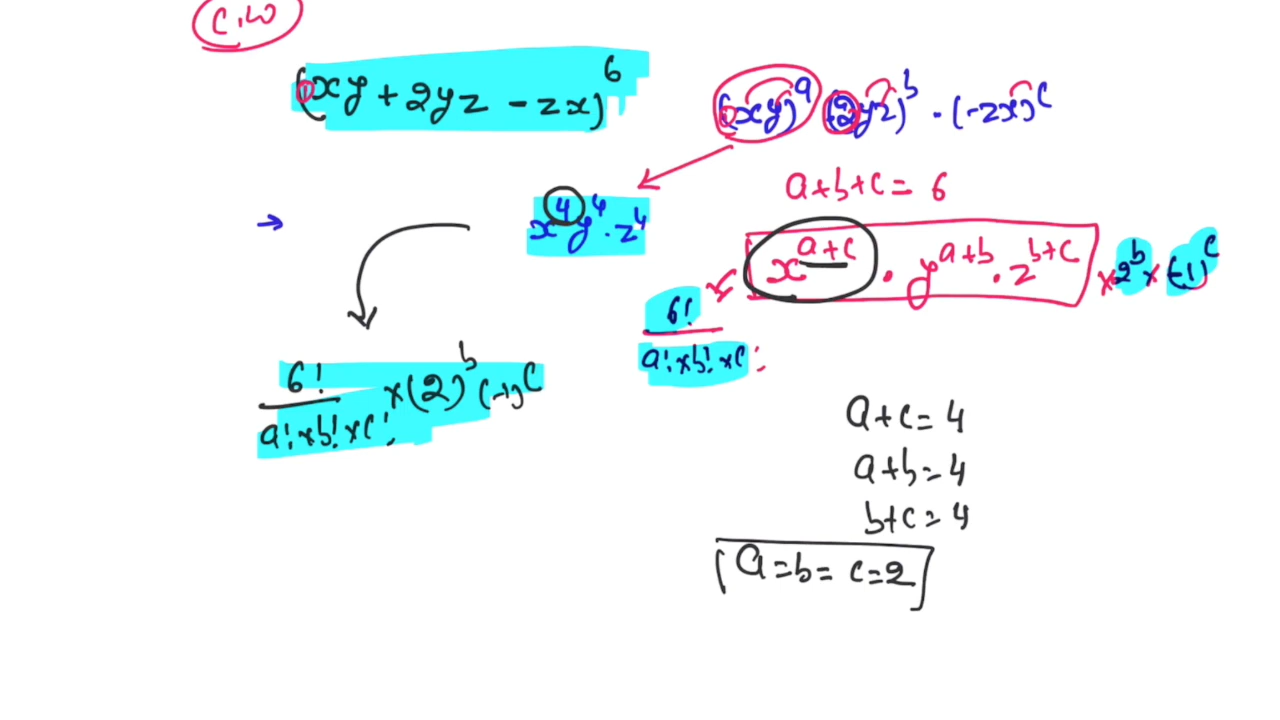 C.W
(xy + 2yz - zx)^6
(xy)^a (2yz)^b . (-zx)^c
a+b+c = 6
x^4 y^4 . z^4
x^{a+c} . y^{a+b} . z^{b+c} × 2^b × (-1)^c
6! / a! × b! × c!
6! / a! × b! × c! × (2)^b (-1)^c
a+c = 4
a+b = 4
b+c = 4
a = b = c = 2